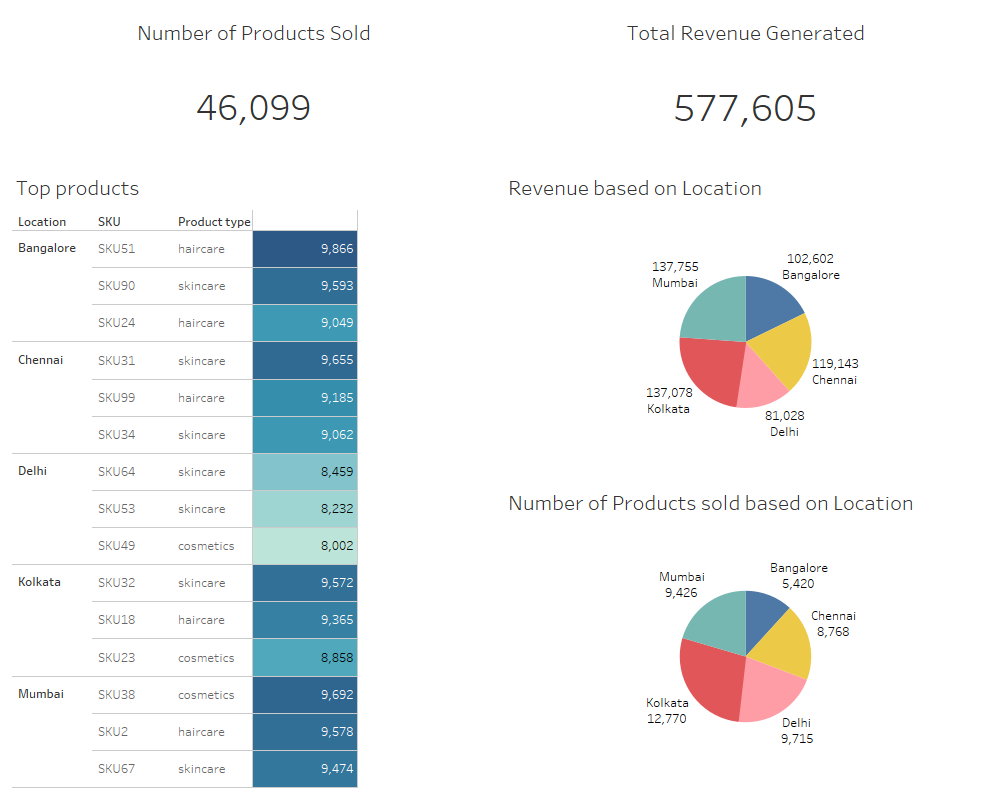 Number of Products Sold
46,099
Total Revenue Generated
577,605
Top products
Location SKU Product type
Bangalore SKU51 haircare 9,866
SKU90 skincare 9,593
SKU24 haircare 9,049
Chennai SKU31 skincare 9,655
SKU99 haircare 9,185
SKU34 skincare 9,062
Delhi SKU64 skincare 8,459
SKU53 skincare 8,232
SKU49 cosmetics 8,002
Kolkata SKU32 skincare 9,572
SKU18 haircare 9,365
SKU23 cosmetics 8,858
Mumbai SKU38 cosmetics 9,692
SKU2 haircare 9,578
SKU67 skincare 9,474
Revenue based on Location
102,602
Bangalore
137,755
Mumbai
119,143
Chennai
137,078
Kolkata
81,028
Delhi
Number of Products sold based on Location
Bangalore
5,420
Mumbai
9,426
Chennai
8,768
Kolkata
12,770
Delhi
9,715